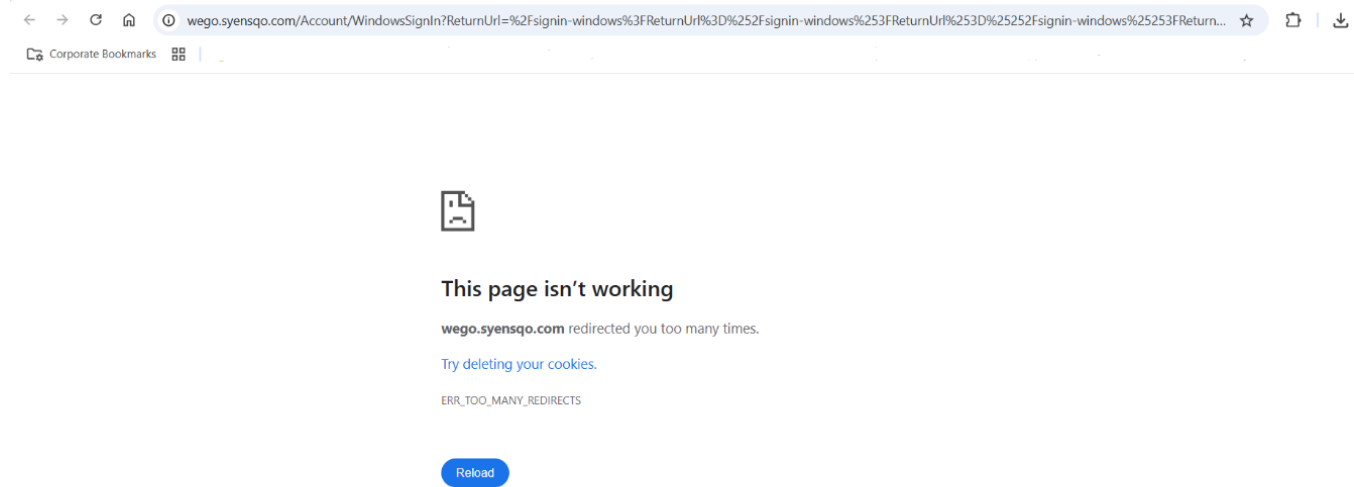 wego.syensqo.com/Account/WindowsSignIn?ReturnUrl=%2Fsignin-windows%3FReturnUrl%3D%252Fsignin-windows%253FReturnUrl%253D%25252Fsignin-windows%25253FReturn...
Corporate Bookmarks
This page isn’t working
wego.syensqo.com redirected you too many times.
Try deleting your cookies.
ERR_TOO_MANY_REDIRECTS
Reload